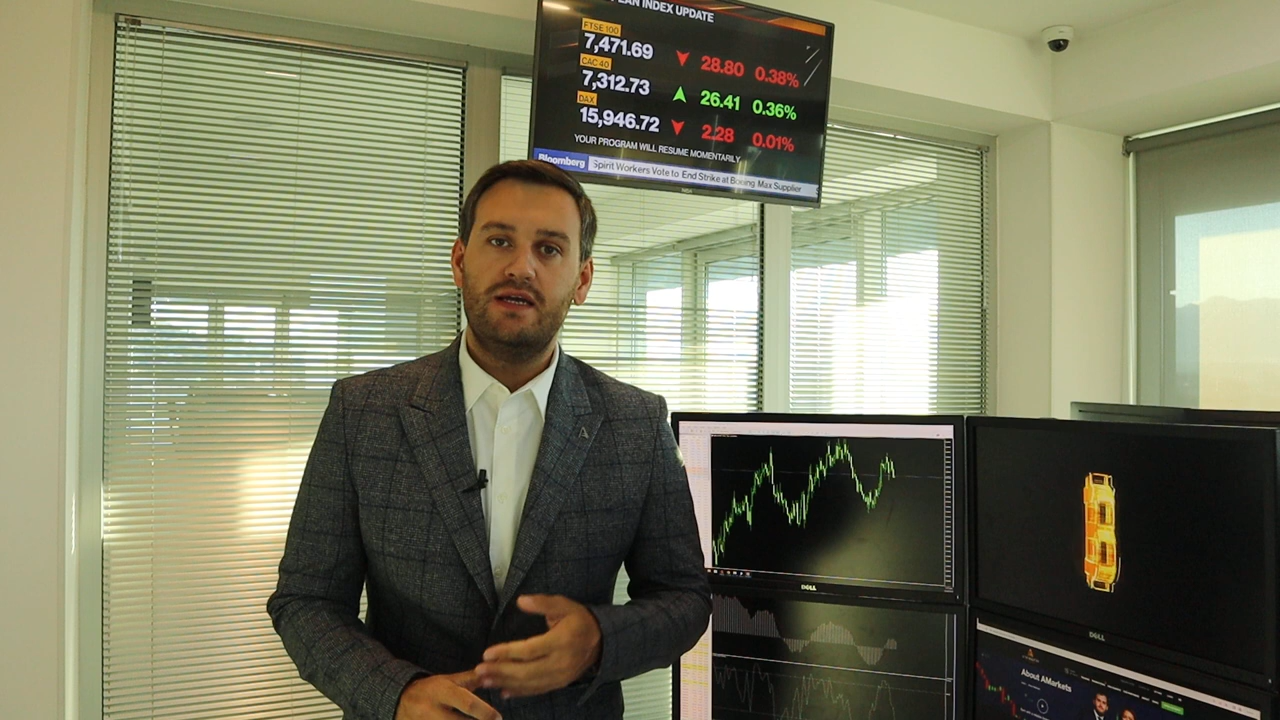 EAN INDEX UPDATE
FTSE 100
7,471.69 28.80 0.38%
CAC 40
7,312.73 26.41 0.36%
DAX
15,946.72 2.28 0.01%
YOUR PROGRAM WILL RESUME MOMENTARILY
Bloomberg Spirit Workers Vote to End Strike at Boeing Max Supplier
DELL
DELL
About AMarkets